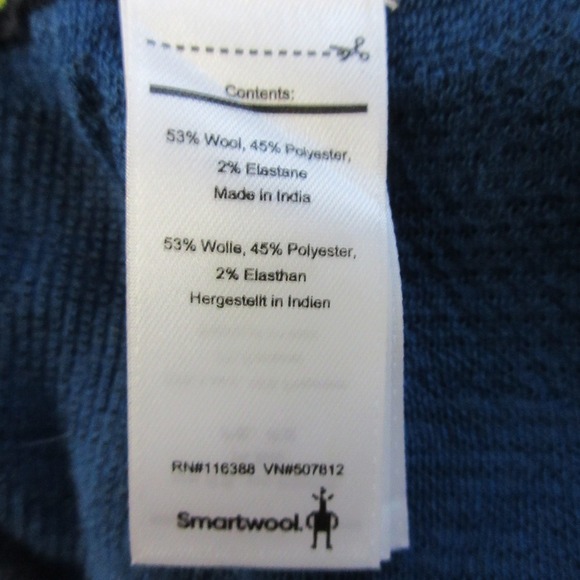 Contents:
53% Wool, 45% Polyester,
2% Elastane
Made in India
53% Wolle, 45% Polyester,
2% Elasthan
Hergestellt in Indien
RN#116388 VN#507812
Smartwool.